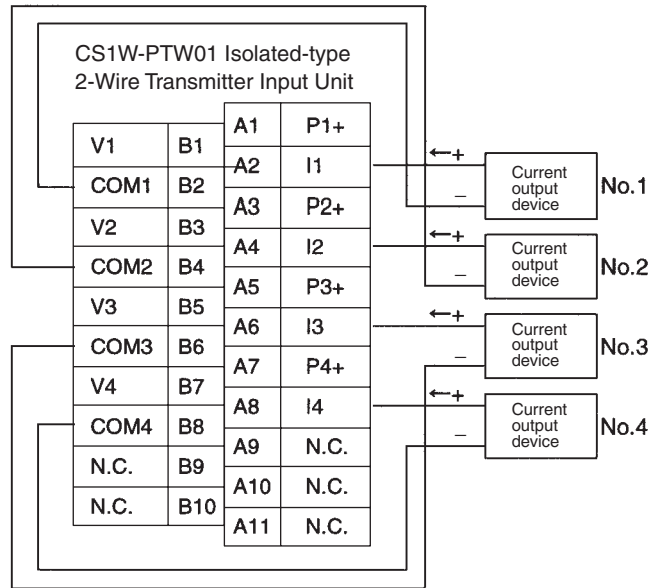 CS1W-PTW01 Isolated-type
2-Wire Transmitter Input Unit
V1 B1
COM1 B2
V2 B3
COM2 B4
V3 B5
COM3 B6
V4 B7
COM4 B8
N.C. B9
N.C. B10
A1 P1+
A2 I1
A3 P2+
A4 I2
A5 P3+
A6 I3
A7 P4+
A8 I4
A9 N.C.
A10 N.C.
A11 N.C.
+
−
Current
output
device
No.1
+
−
Current
output
device
No.2
+
−
Current
output
device
No.3
+
−
Current
output
device
No.4